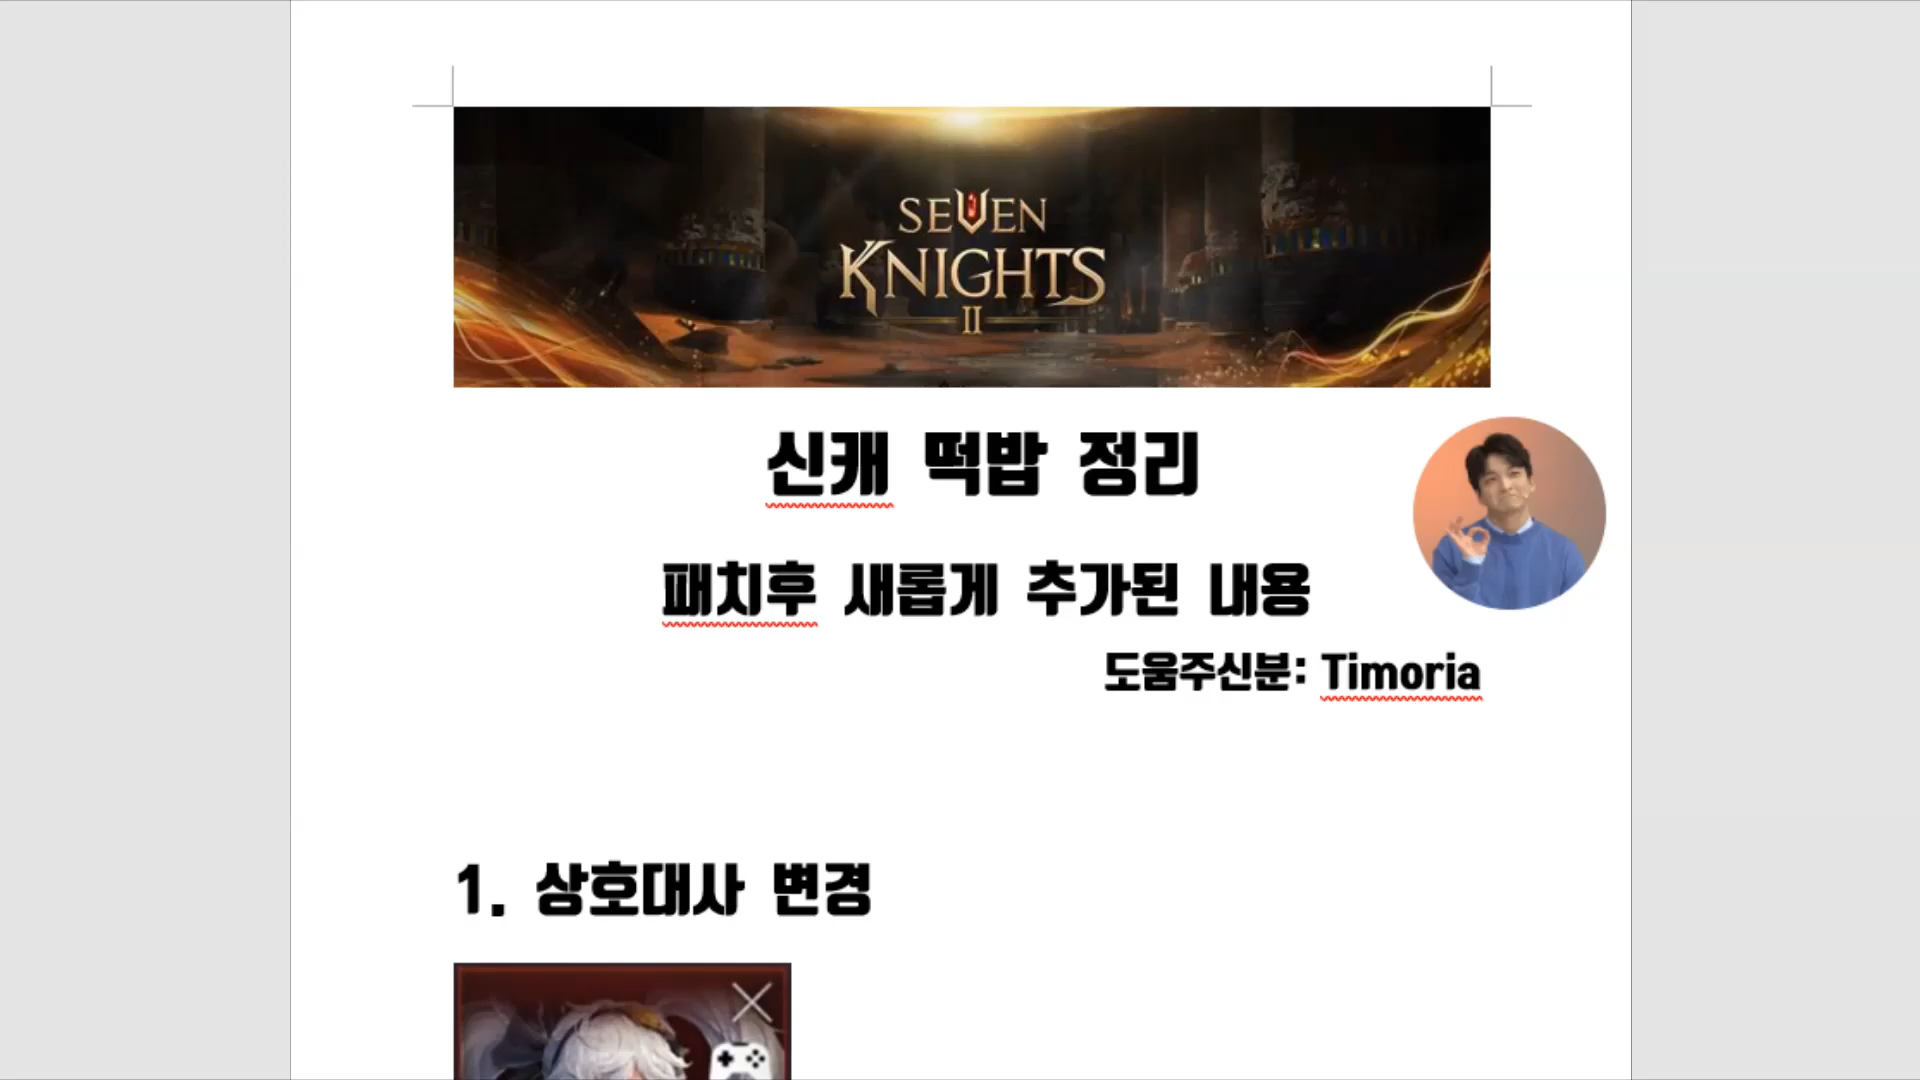 SEVEN
KNIGHTS
II
신캐 떡밥 정리
패치후 새롭게 추가된 내용
도움주신분: Timoria
1. 상호대사 변경